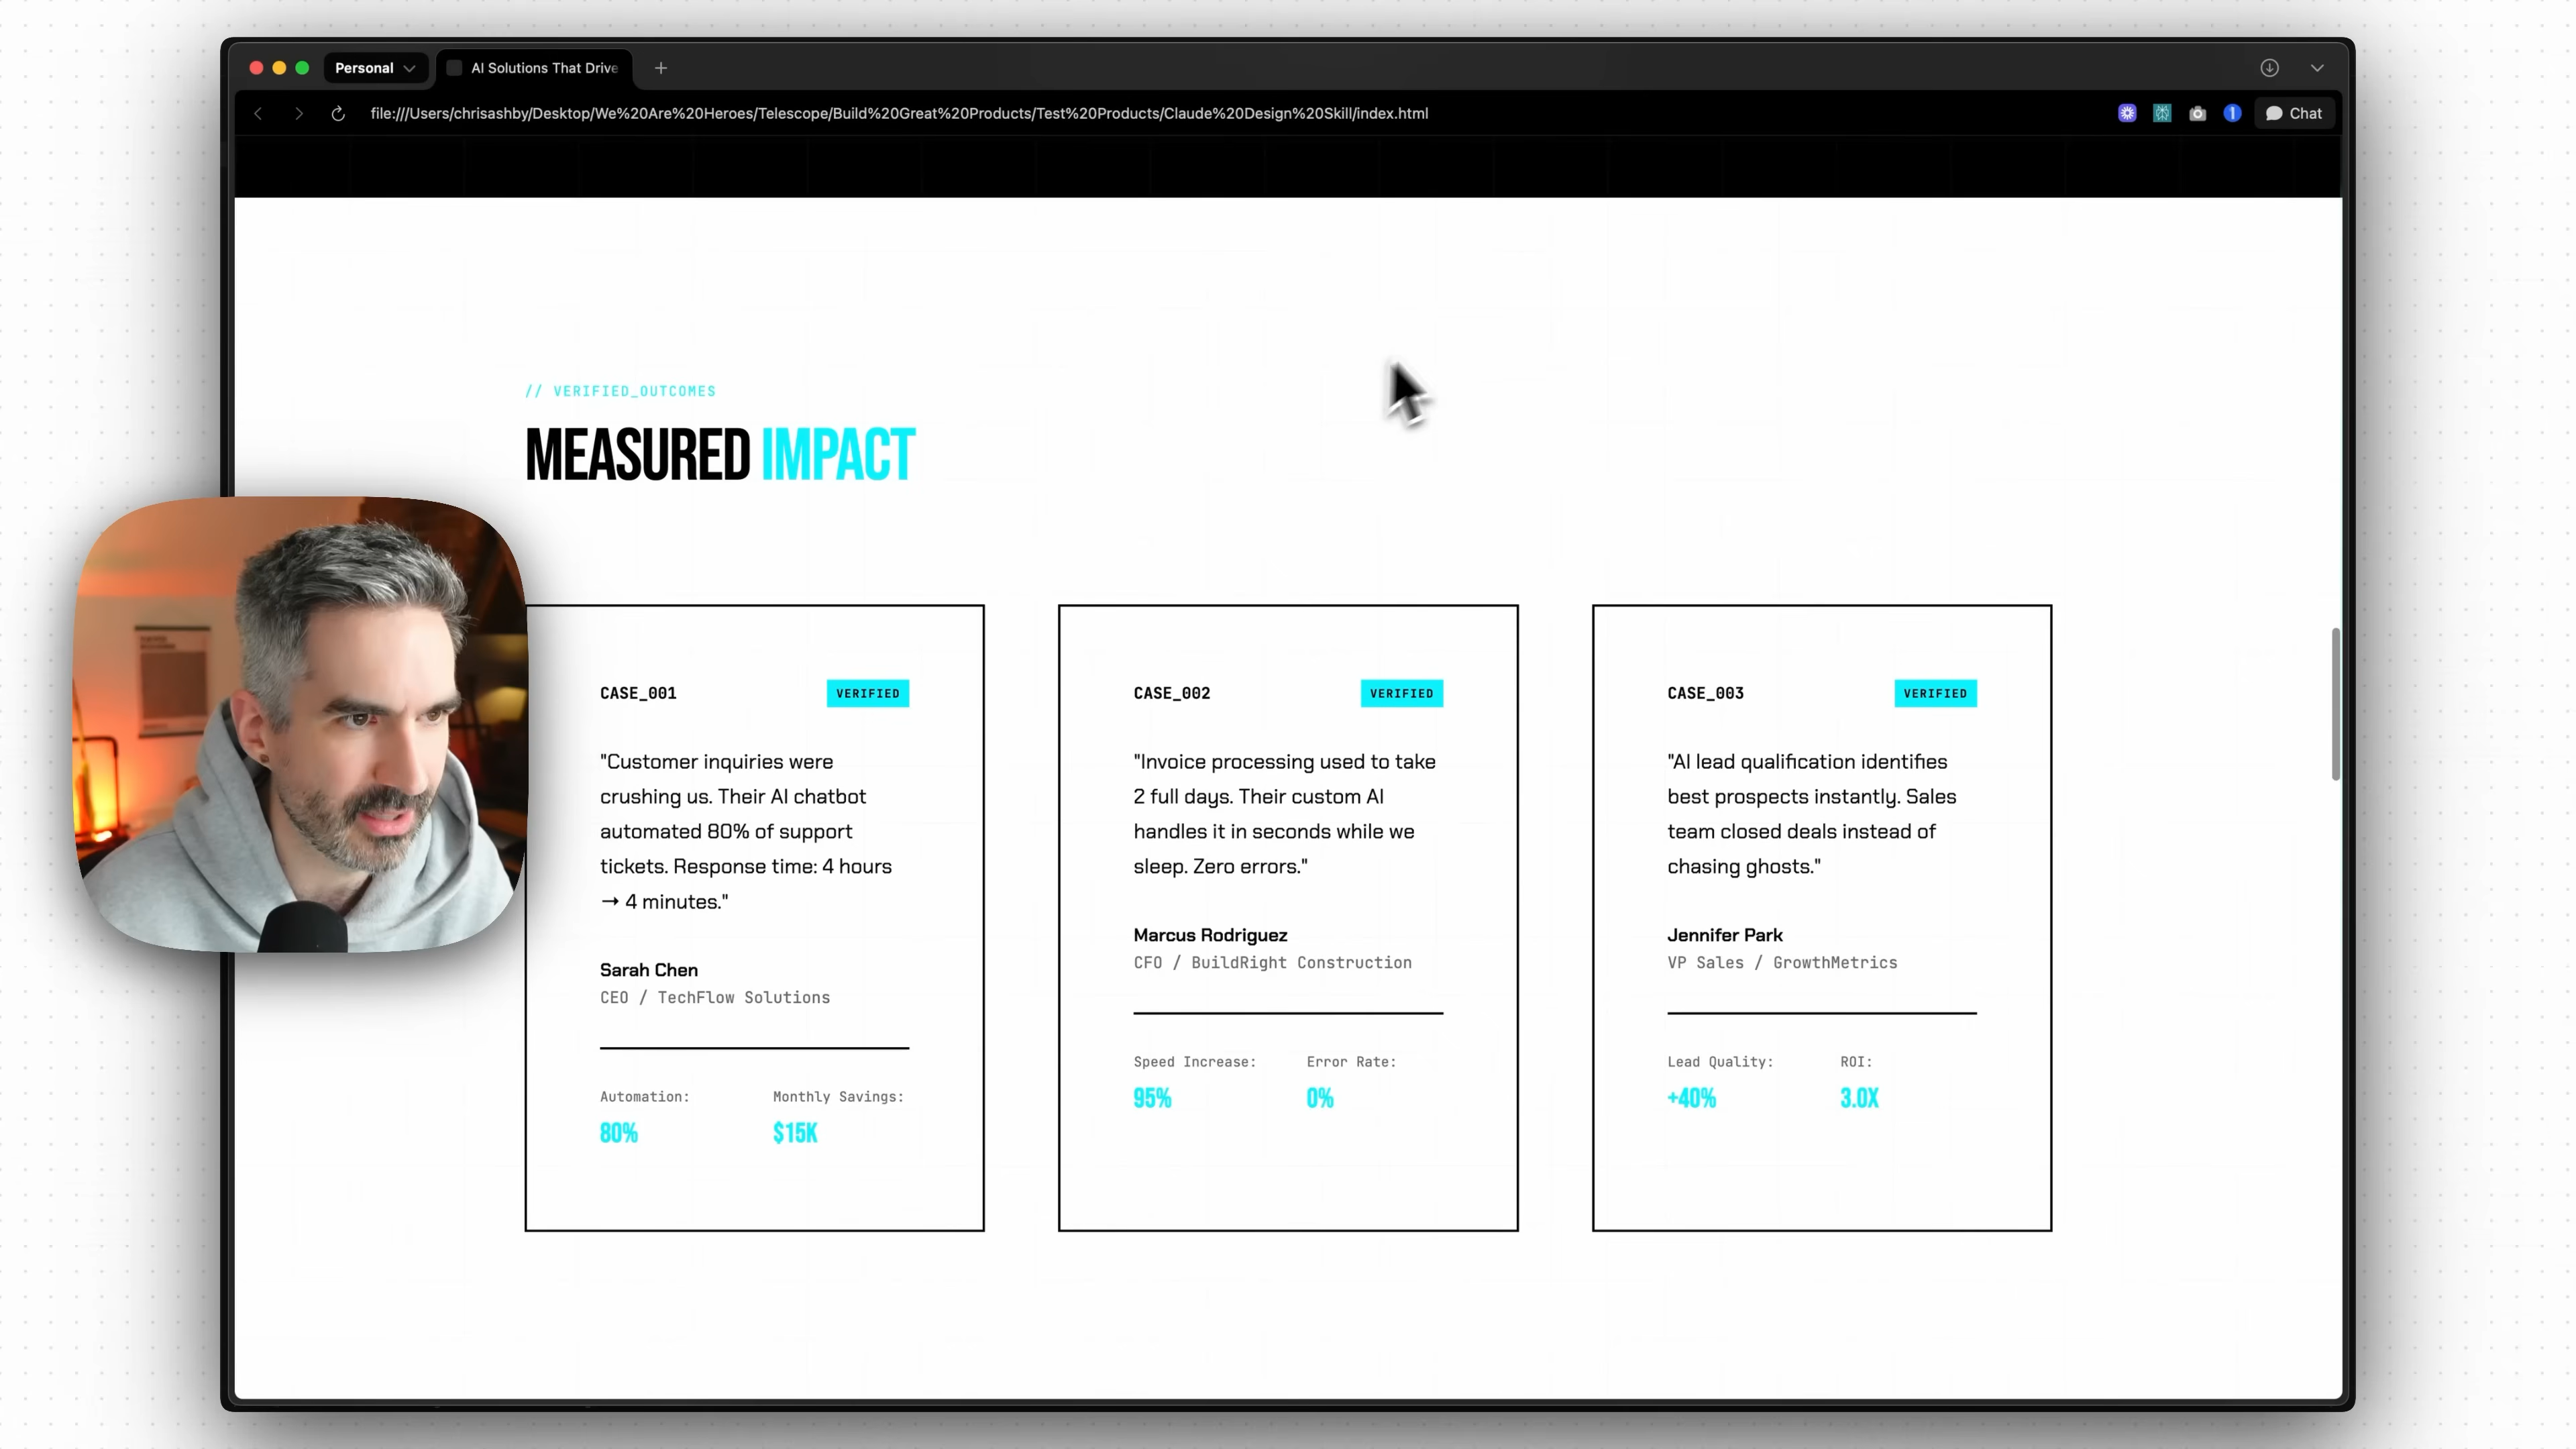 Personal
AI Solutions That Drive
file:///Users/chrisashby/Desktop/We%20Are%20Heroes/Telescope/Build%20Great%20Products/Test%20Products/Claude%20Design%20Skill/index.html
Chat
// VERIFIED_OUTCOMES
MEASURED IMPACT
CASE_001
VERIFIED
"Customer inquiries were
crushing us. Their AI chatbot
automated 80% of support
tickets. Response time: 4 hours
→ 4 minutes."
Sarah Chen
CEO / TechFlow Solutions
Automation:
80%
Monthly Savings:
$15K
CASE_002
VERIFIED
"Invoice processing used to take
2 full days. Their custom AI
handles it in seconds while we
sleep. Zero errors."
Marcus Rodriguez
CFO / BuildRight Construction
Speed Increase:
95%
Error Rate:
0%
CASE_003
VERIFIED
"AI lead qualification identifies
best prospects instantly. Sales
team closed deals instead of
chasing ghosts."
Jennifer Park
VP Sales / GrowthMetrics
Lead Quality:
+40%
ROI:
3.0X